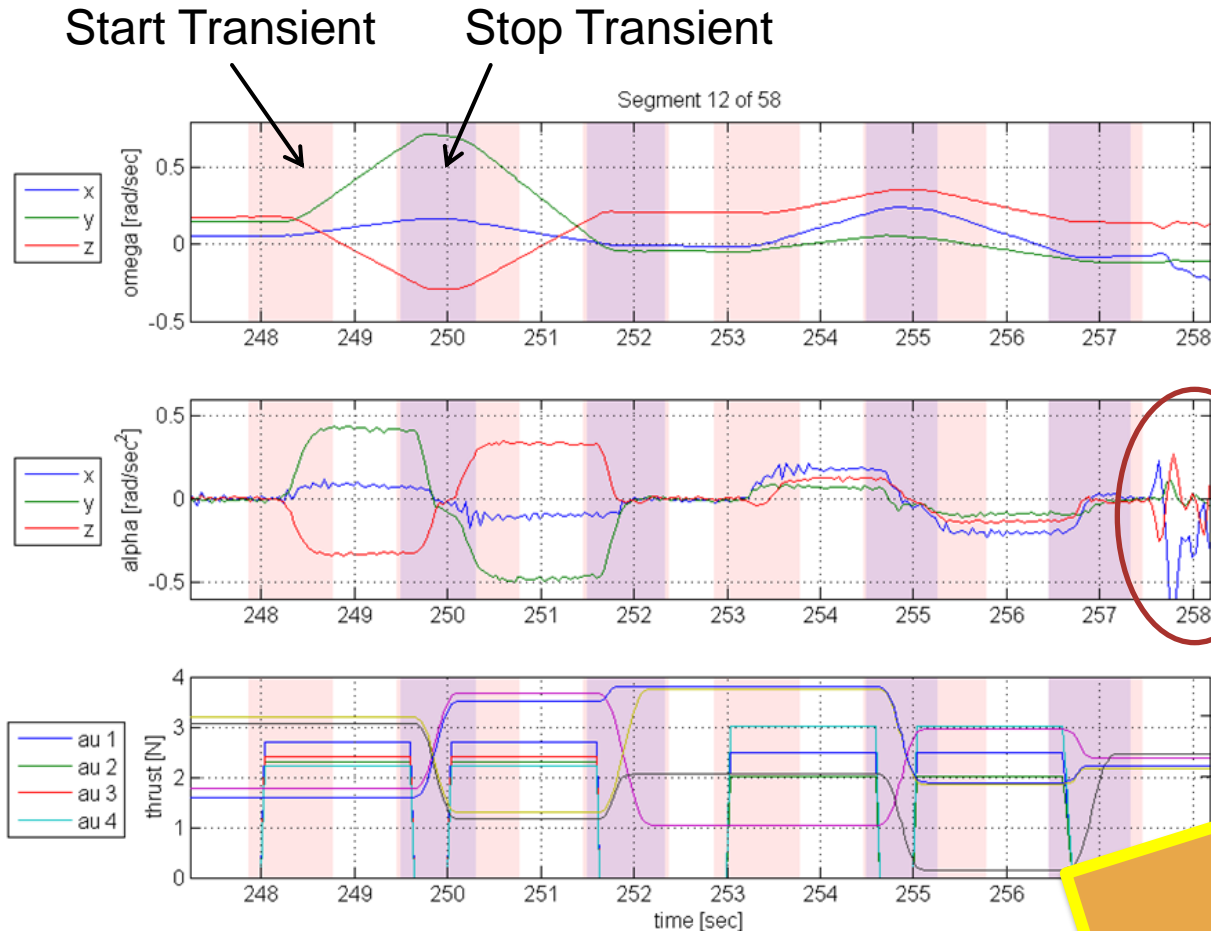 Start Transient Stop Transient
Segment 12 of 58
x
y
z
omega [rad/sec]
0.5
0
-0.5
248 249 250 251 252 253 254 255 256 257 258
x
y
z
alpha [rad/sec²]
0.5
0
-0.5
248 249 250 251 252 253 254 255 256 257 258
au 1
au 2
au 3
au 4
thrust [N]
4
3
2
1
0
248 249 250 251 252 253 254 255 256
time [sec]